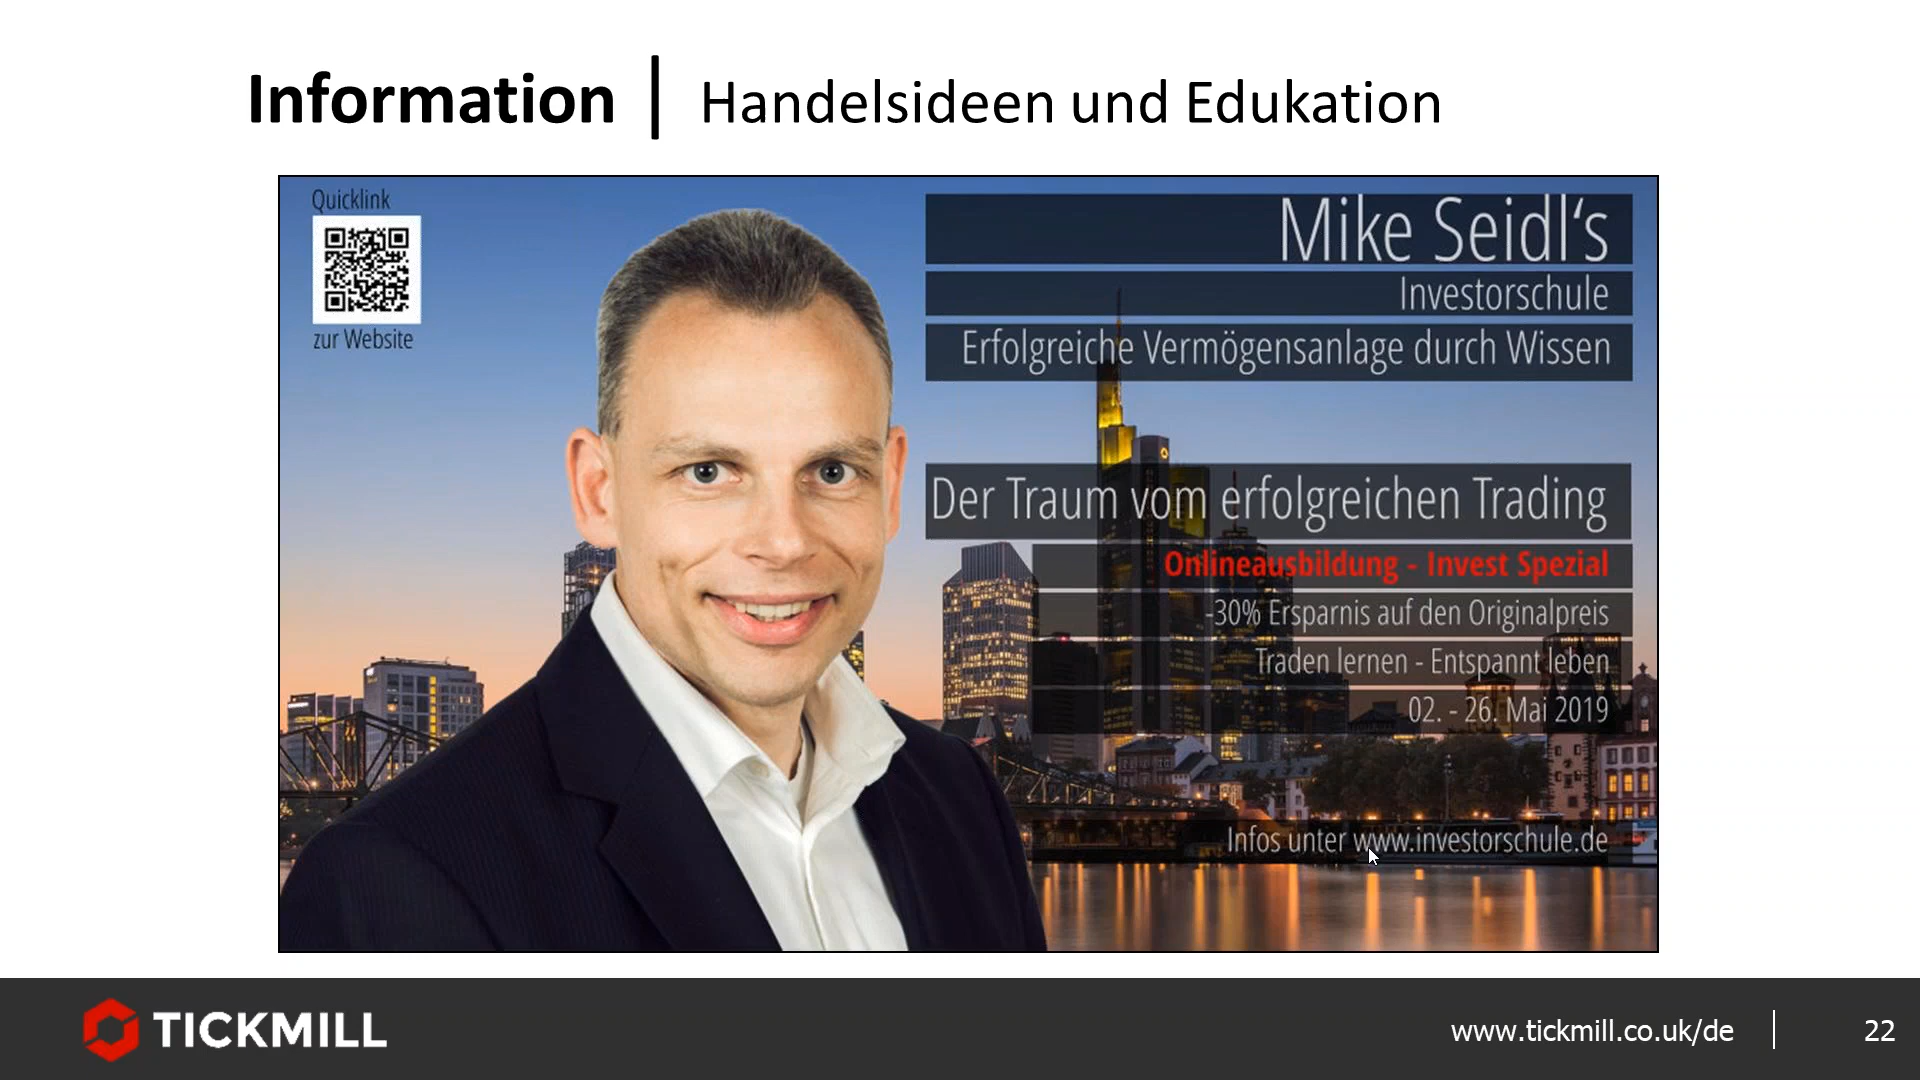 Information | Handelsideen und Edukation
Quicklink
zur Website
Mike Seidl‘s
Investorschule
Erfolgreiche Vermögensanlage durch Wissen
Der Traum vom erfolgreichen Trading
Onlineausbildung - Invest Spezial
-30% Ersparnis auf den Originalpreis
Traden lernen - Entspannt leben
02. - 26. Mai 2019
Infos unter www.investorschule.de
TICKMILL
www.tickmill.co.uk/de
22